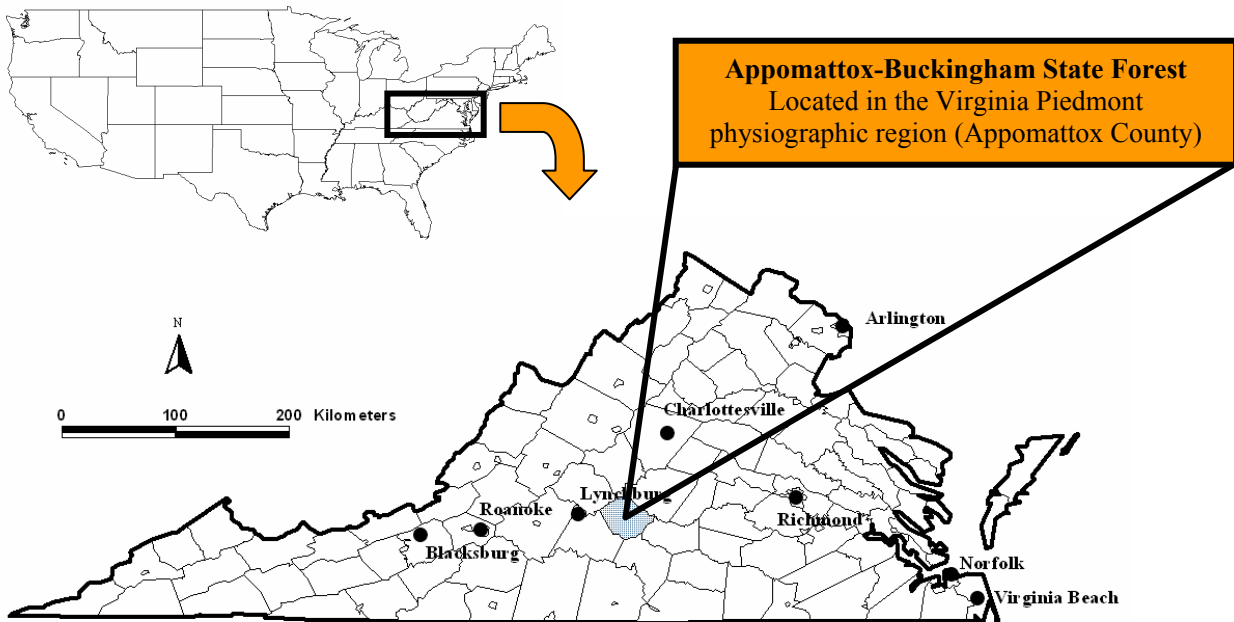 Appomattox-Buckingham State Forest
Located in the Virginia Piedmont
physiographic region (Appomattox County)
Arlington
N
0 100 200 Kilometers
Charlottesville
Lynchburg
Roanoke
Richmond
Blacksburg
Norfolk
Virginia Beach